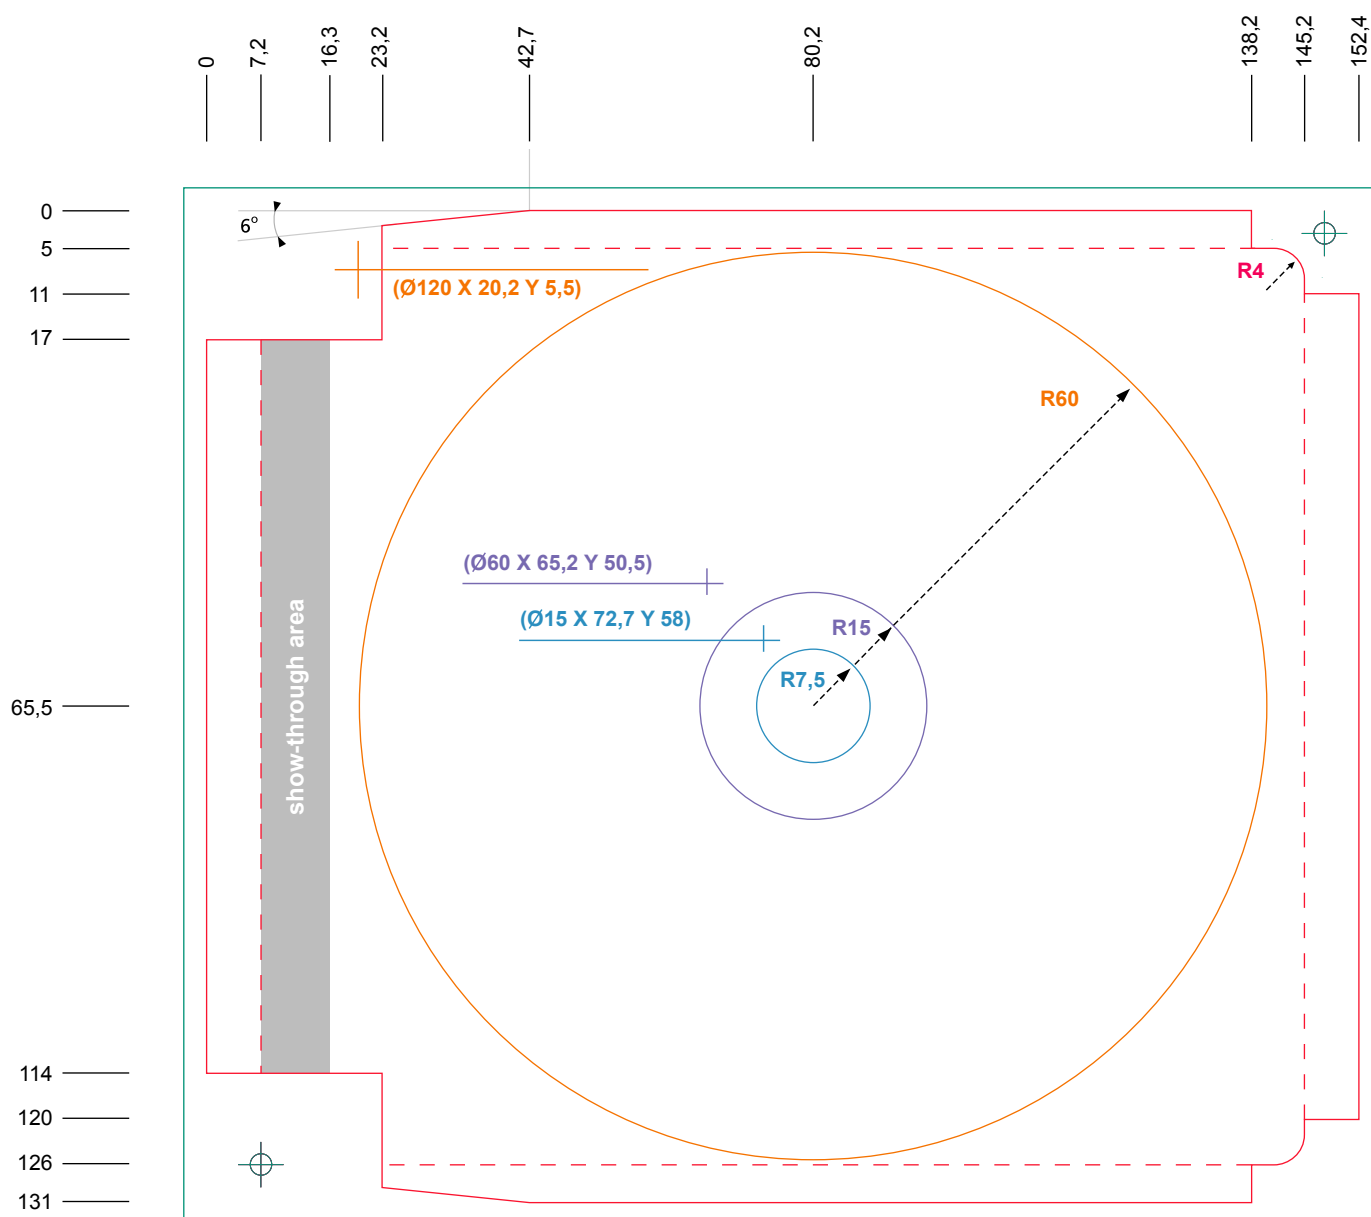 0
7,2
16,3
23,2
42,7
80,2
138,2
145,2
152,4
0
5
11
17
65,5
114
120
126
131
6°
(Ø120 X 20,2 Y 5,5)
R4
R60
(Ø60 X 65,2 Y 50,5)
(Ø15 X 72,7 Y 58)
R15
R7,5
show-through area